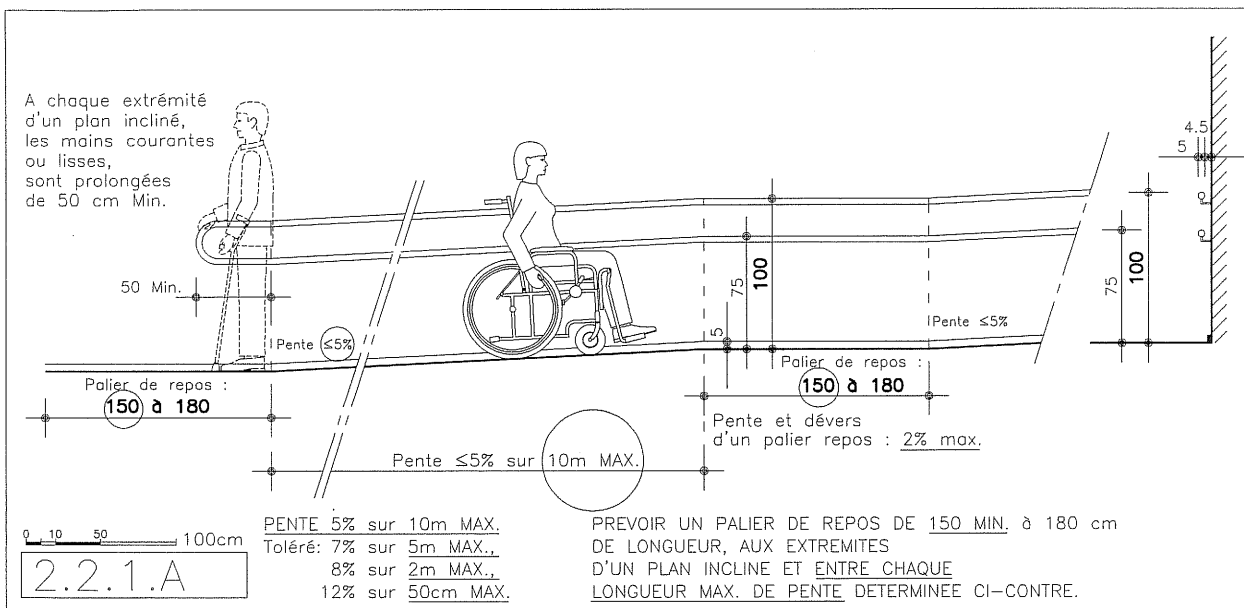 A chaque extrémité
d'un plan incliné,
les mains courantes
ou lisses,
sont prolongées
de 50 cm Min.
4.5
5
50 Min.
75
100
75
100
Pente ≤5%
5
Pente ≤5%
Palier de repos :
150 à 180
Palier de repos :
150 à 180
Pente et dévers
d'un palier repos : 2% max.
Pente ≤5% sur 10m MAX.
0 10 50 100cm
2.2.1.A
PENTE 5% sur 10m MAX.
Toléré: 7% sur 5m MAX.,
8% sur 2m MAX.,
12% sur 50cm MAX.
PREVOIR UN PALIER DE REPOS DE 150 MIN. à 180 cm
DE LONGUEUR, AUX EXTREMITES
D'UN PLAN INCLINE ET ENTRE CHAQUE
LONGUEUR MAX. DE PENTE DETERMINEE CI-CONTRE.